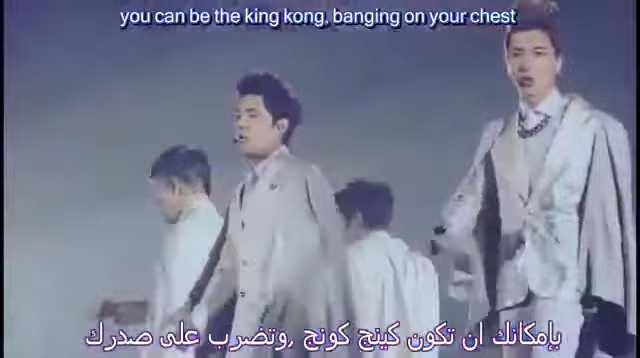 you can be the king kong, banging on your chest
بإمكانك ان تكون كينج كونج ,وتضرب على صدرك